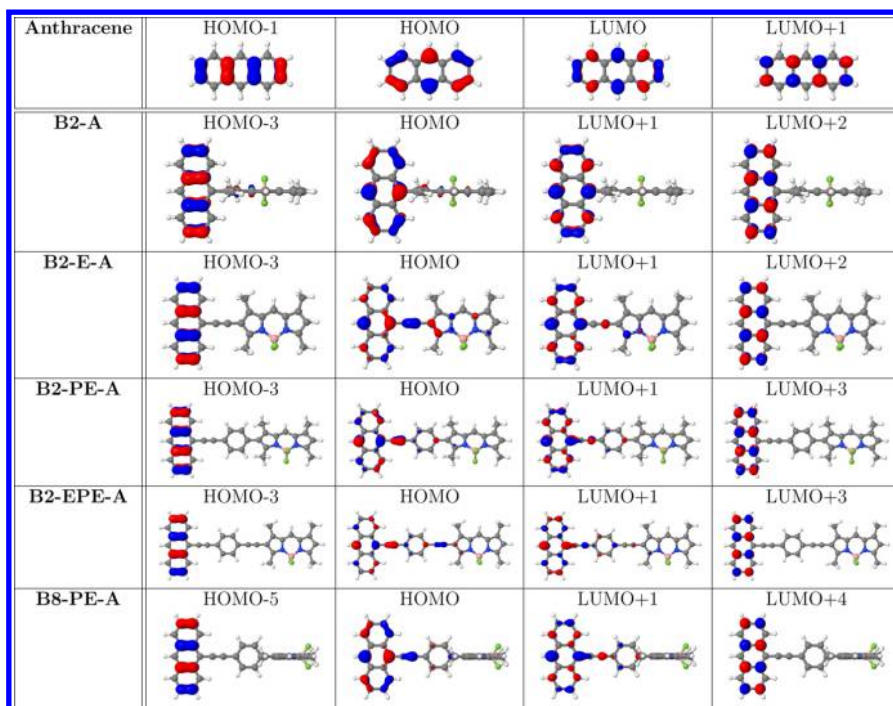 Anthracene HOMO-1 HOMO LUMO LUMO+1
B2-A HOMO-3 HOMO LUMO+1 LUMO+2
B2-E-A HOMO-3 HOMO LUMO+1 LUMO+2
B2-PE-A HOMO-3 HOMO LUMO+1 LUMO+3
B2-EPE-A HOMO-3 HOMO LUMO+1 LUMO+3
B8-PE-A HOMO-5 HOMO LUMO+1 LUMO+4